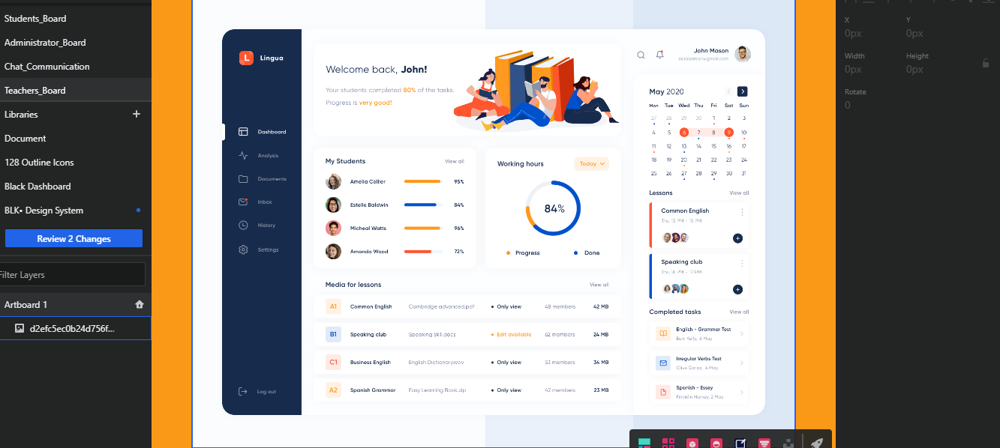 Students_Board
Administrator_Board
Chat_Communication
Teachers_Board
Libraries +
Document
128 Outline Icons
Black Dashboard
BLK• Design System
Review 2 Changes
Filter Layers
Artboard 1
d2efc5ec0b24d756f...
L Lingua
Dashboard
Analysis
Documents
Inbox
History
Settings
Log out
Welcome back, John!
Your students completed 80% of the tasks.
Progress is very good!
My Students View all
Amelia Collier 95%
Estelle Baldwin 84%
Micheal Watts 96%
Amanda Wood 72%
Working hours Today
84%
Progress Done
Media for lessons View all
A1 Common English Cambridge advanced.pdf • Only view 48 members 42 MB
B1 Speaking club Speaking skill.docs • Edit available 62 members 24 MB
C1 Business English English Dictionary.wav • Only view 53 members 34 MB
A2 Spanish Grammar Easy Learning Book.zip • Only view 42 members 23 MB
John Mason
May 2020
Mon Tue Wed Thu Fri Sat Sun
27 28 29 30 1 2 3
4 5 6 7 8 9 10
11 12 13 14 15 16 17
18 19 20 21 22 23 24
25 26 27 28 29 30 31
Lessons View all
Common English
Thu 13 PM - 15 PM
Speaking club
Thu 16 PM - 17 PM
Completed tasks View all
English - Grammar Test
Eula Kelly, 5 May
Irregular Verbs Test
Clive Garza, 4 May
Spanish - Essey
Franklin Harvey, 2 May
X Y
0px 0px
Width Height
0px 0px
Rotate
0